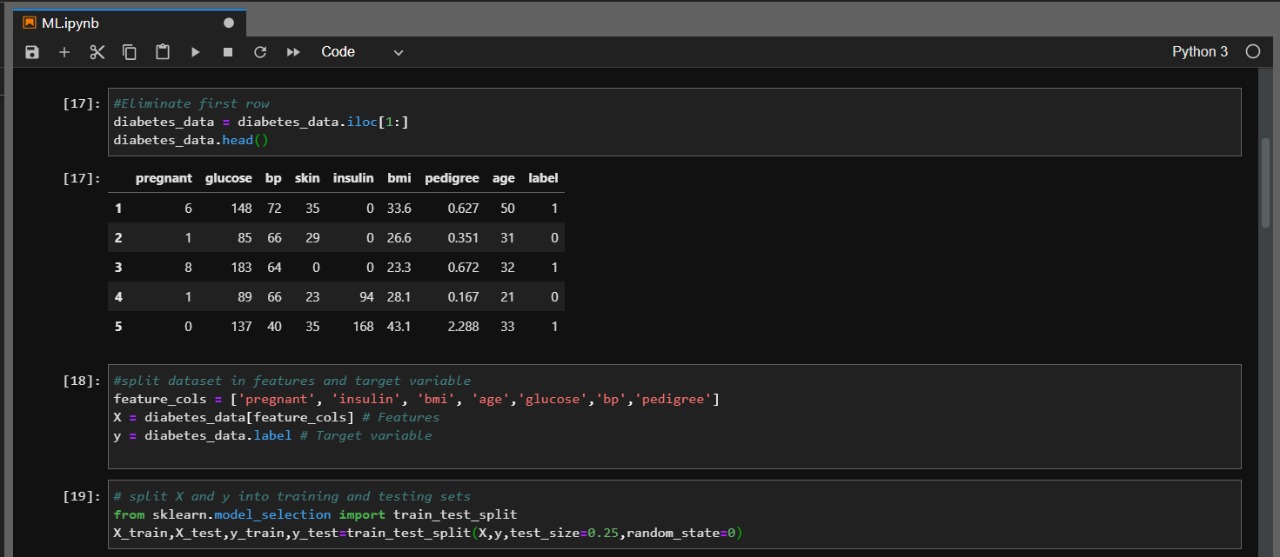 ML.ipynb
Code
Python 3
[17]:
#Eliminate first row
diabetes_data = diabetes_data.iloc[1:]
diabetes_data.head()
[17]:
pregnant glucose bp skin insulin bmi pedigree age label
1 6 148 72 35 0 33.6 0.627 50 1
2 1 85 66 29 0 26.6 0.351 31 0
3 8 183 64 0 0 23.3 0.672 32 1
4 1 89 66 23 94 28.1 0.167 21 0
5 0 137 40 35 168 43.1 2.288 33 1
[18]:
#split dataset in features and target variable
feature_cols = ['pregnant', 'insulin', 'bmi', 'age','glucose','bp','pedigree']
X = diabetes_data[feature_cols] # Features
y = diabetes_data.label # Target variable
[19]:
# split X and y into training and testing sets
from sklearn.model_selection import train_test_split
X_train,X_test,y_train,y_test=train_test_split(X,y,test_size=0.25,random_state=0)